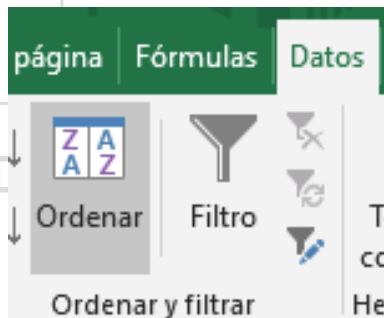 página Fórmulas Datos
Z A
A Z
Ordenar Filtro
Ordenar y filtrar